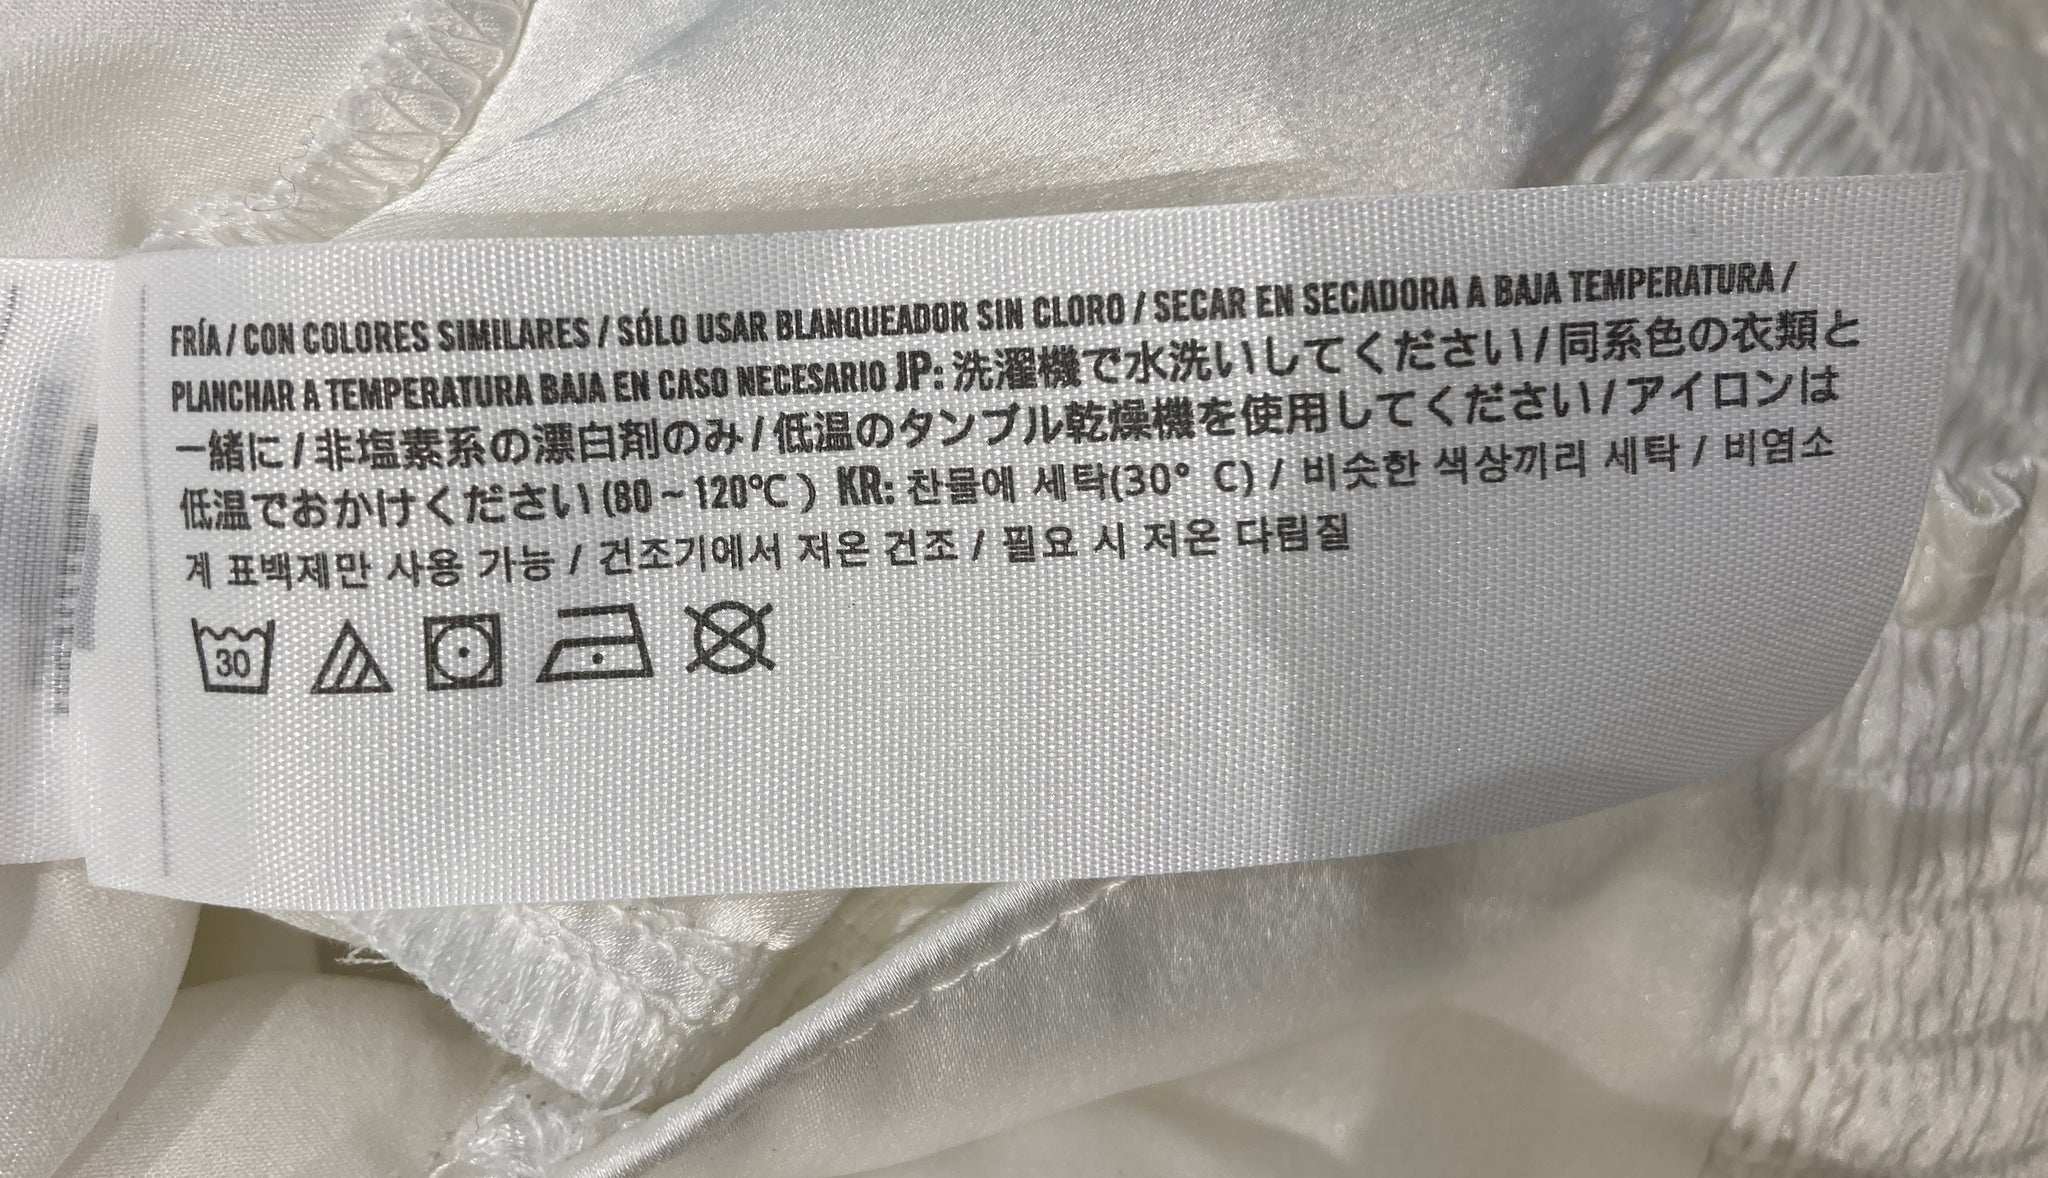 FRÍA / CON COLORES SIMILARES / SÓLO USAR BLANQUEADOR SIN CLORO / SECAR EN SECADORA A BAJA TEMPERATURA /
PLANCHAR A TEMPERATURA BAJA EN CASO NECESARIO JP: 洗濯機で水洗いしてください/同系色の衣類と
一緒に/非塩素系の漂白剤のみ/低温のタンブル乾燥機を使用してください/アイロンは
低温でおかけください(80～120℃) KR: 찬물에 세탁(30° C) / 비슷한 색상끼리 세탁 / 비염소
계 표백제만 사용 가능 / 건조기에서 저온 건조 / 필요 시 저온 다림질
30